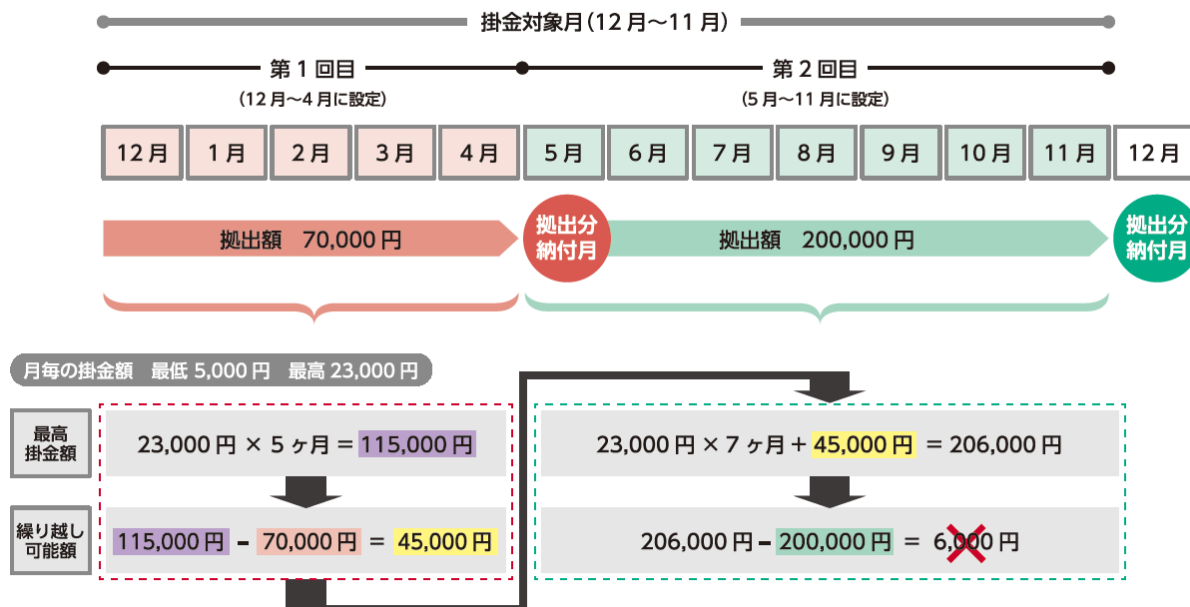 掛金対象月(12月〜11月)
第1回目
(12月〜4月に設定)
第2回目
(5月〜11月に設定)
12月 1月 2月 3月 4月 5月 6月 7月 8月 9月 10月 11月 12月
拠出額 70,000円
拠出分
納付月
拠出額 200,000円
拠出分
納付月
月毎の掛金額 最低 5,000円 最高 23,000円
最高
掛金額
23,000円 × 5ヶ月 = 115,000円
23,000円 × 7ヶ月 + 45,000円 = 206,000円
繰り越し
可能額
115,000円 − 70,000円 = 45,000円
206,000円 − 200,000円 = 6,000円